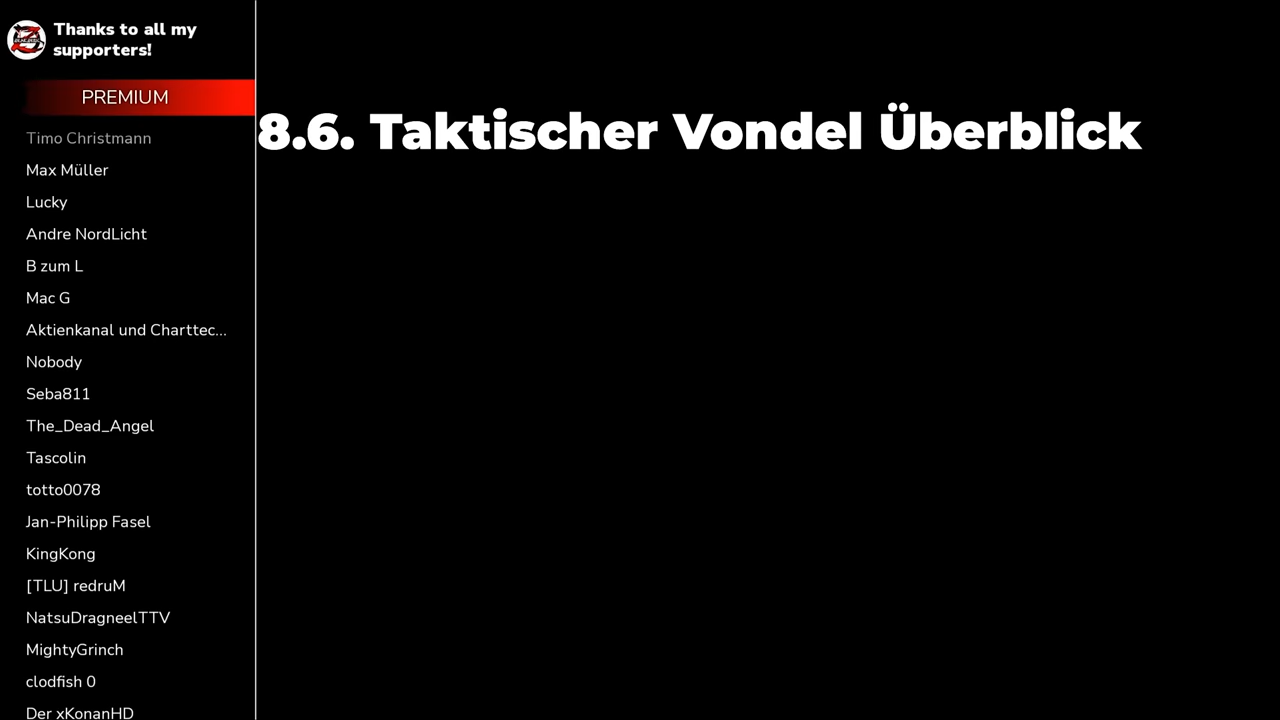 Thanks to all my
supporters!
PREMIUM
8.6. Taktischer Vondel Überblick
Timo Christmann
Max Müller
Lucky
Andre NordLicht
B zum L
Mac G
Aktienkanal und Charttec...
Nobody
Seba811
The_Dead_Angel
Tascolin
totto0078
Jan-Philipp Fasel
KingKong
[TLU] redruM
NatsuDragneelTTV
MightyGrinch
clodfish 0
Der xKonanHD